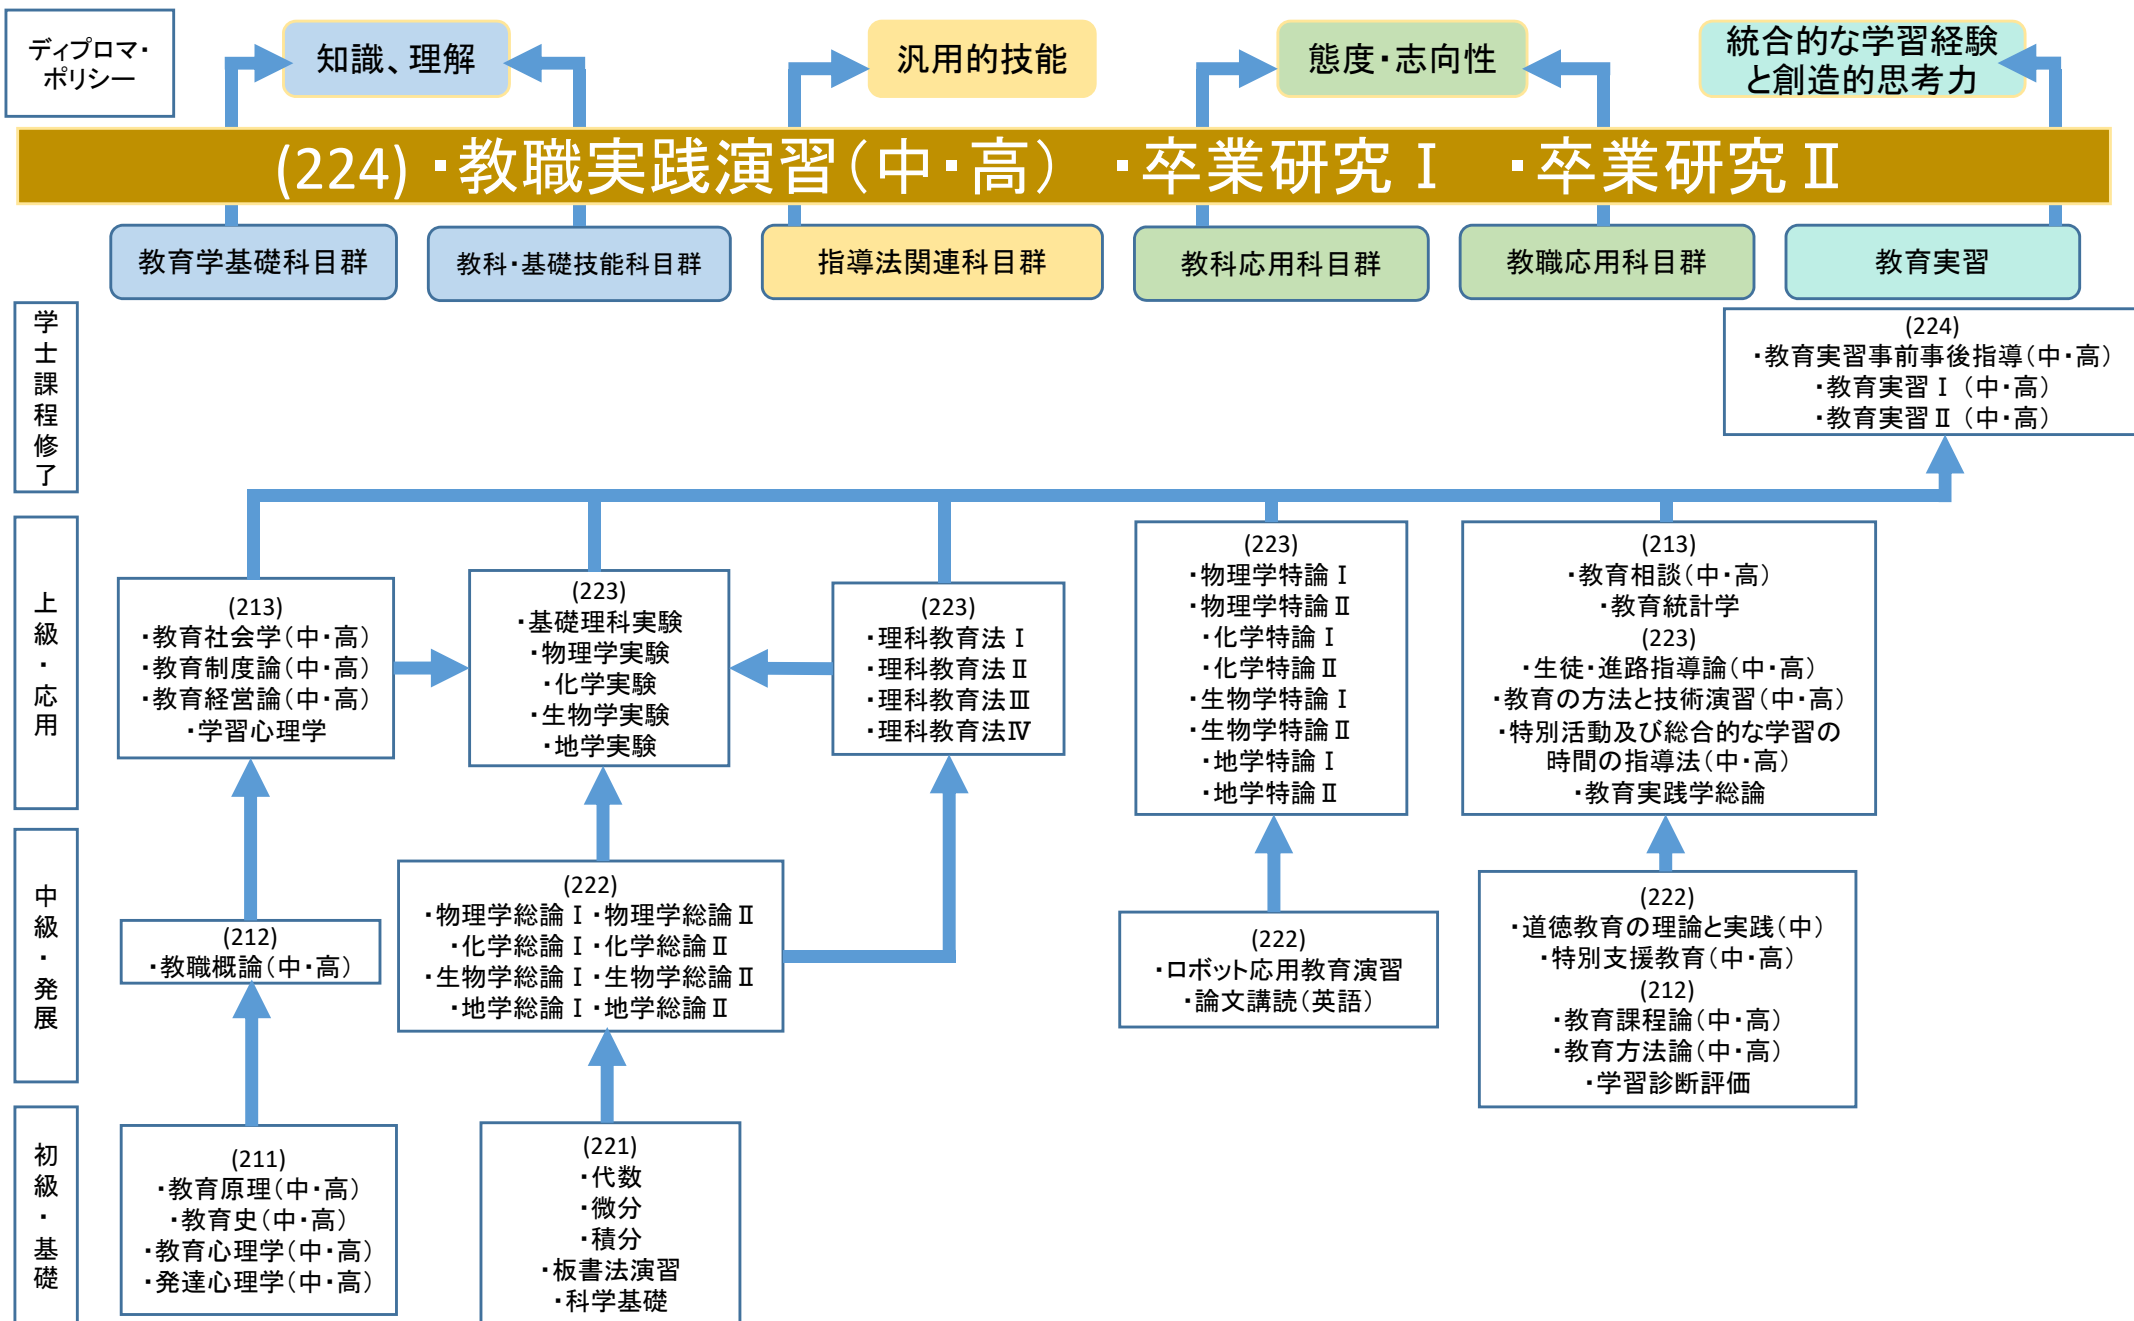 ディプロマ・
ポリシー
知識、理解
汎用的技能
態度・志向性
統合的な学習経験
と創造的思考力
(224)・教職実践演習(中・高) ・卒業研究Ⅰ ・卒業研究Ⅱ
教育学基礎科目群
教科・基礎技能科目群
指導法関連科目群
教科応用科目群
教職応用科目群
教育実習
学士課程修了
(224)
・教育実習事前事後指導(中・高)
・教育実習Ⅰ(中・高)
・教育実習Ⅱ(中・高)
上級・応用
(213)
・教育社会学(中・高)
・教育制度論(中・高)
・教育経営論(中・高)
・学習心理学
(223)
・基礎理科実験
・物理学実験
・化学実験
・生物学実験
・地学実験
(223)
・理科教育法Ⅰ
・理科教育法Ⅱ
・理科教育法Ⅲ
・理科教育法Ⅳ
(223)
・物理学特論Ⅰ
・物理学特論Ⅱ
・化学特論Ⅰ
・化学特論Ⅱ
・生物学特論Ⅰ
・生物学特論Ⅱ
・地学特論Ⅰ
・地学特論Ⅱ
(213)
・教育相談(中・高)
・教育統計学
(223)
・生徒・進路指導論(中・高)
・教育の方法と技術演習(中・高)
・特別活動及び総合的な学習の
時間の指導法(中・高)
・教育実践学総論
中級・発展
(212)
・教職概論(中・高)
(222)
・物理学総論Ⅰ・物理学総論Ⅱ
・化学総論Ⅰ・化学総論Ⅱ
・生物学総論Ⅰ・生物学総論Ⅱ
・地学総論Ⅰ・地学総論Ⅱ
(222)
・ロボット応用教育演習
・論文講読(英語)
(222)
・道徳教育の理論と実践(中)
・特別支援教育(中・高)
(212)
・教育課程論(中・高)
・教育方法論(中・高)
・学習診断評価
初級・基礎
(211)
・教育原理(中・高)
・教育史(中・高)
・教育心理学(中・高)
・発達心理学(中・高)
(221)
・代数
・微分
・積分
・板書法演習
・科学基礎